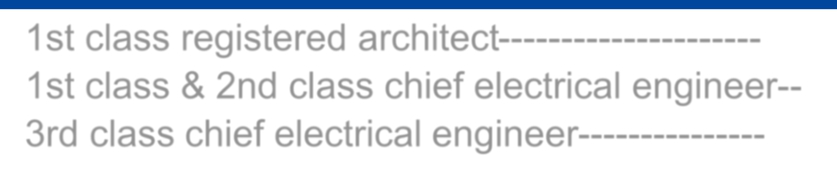 1st class registered architect---------------------
1st class & 2nd class chief electrical engineer--
3rd class chief electrical engineer---------------